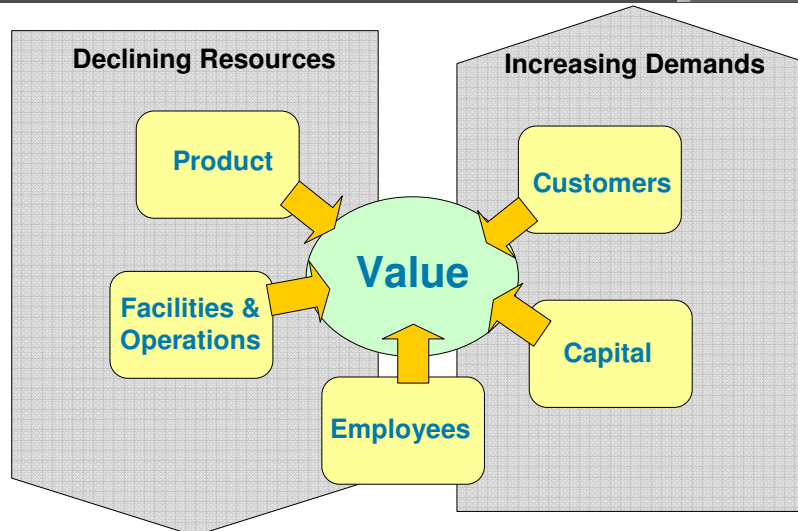 Declining Resources
Increasing Demands
Product
Customers
Value
Facilities &
Operations
Capital
Employees